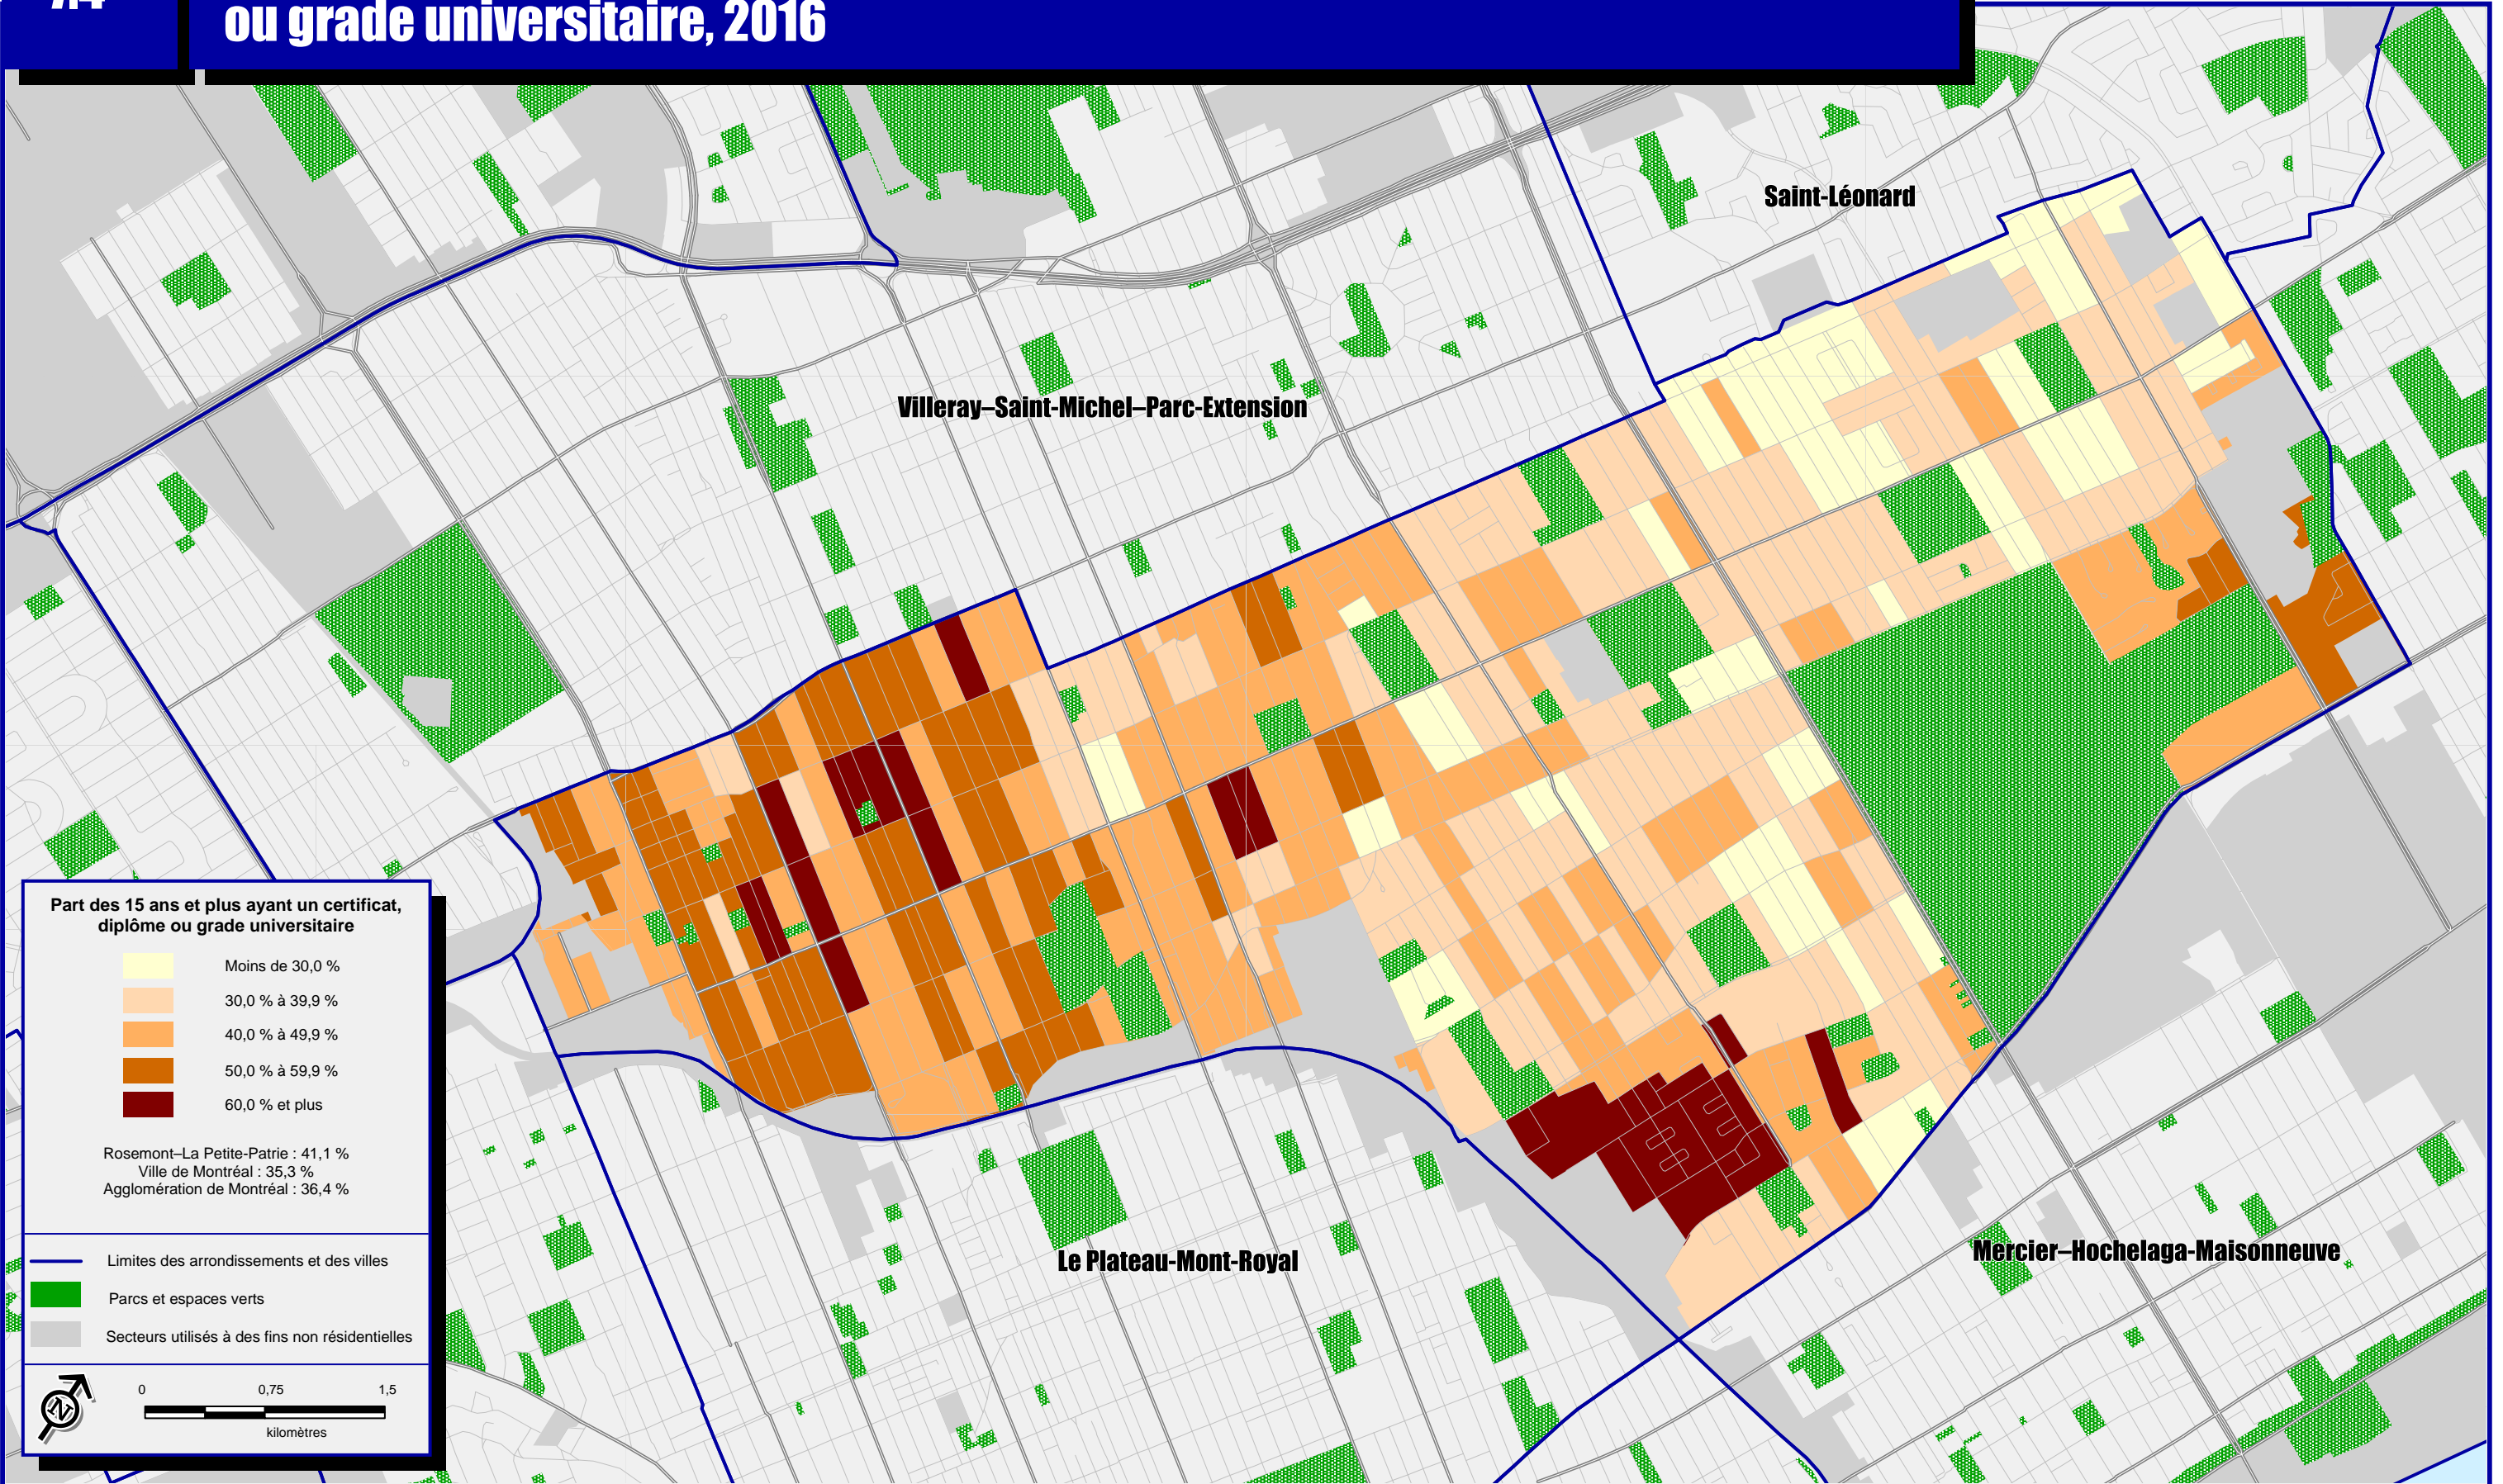 7.4
ou grade universitaire, 2016
Saint-Léonard
Villeray–Saint-Michel–Parc-Extension
Le Plateau-Mont-Royal
Mercier–Hochelaga-Maisonneuve
Part des 15 ans et plus ayant un certificat,
diplôme ou grade universitaire
Moins de 30,0 %
30,0 % à 39,9 %
40,0 % à 49,9 %
50,0 % à 59,9 %
60,0 % et plus
Rosemont–La Petite-Patrie : 41,1 %
Ville de Montréal : 35,3 %
Agglomération de Montréal : 36,4 %
Limites des arrondissements et des villes
Parcs et espaces verts
Secteurs utilisés à des fins non résidentielles
N
0 0,75 1,5
kilomètres